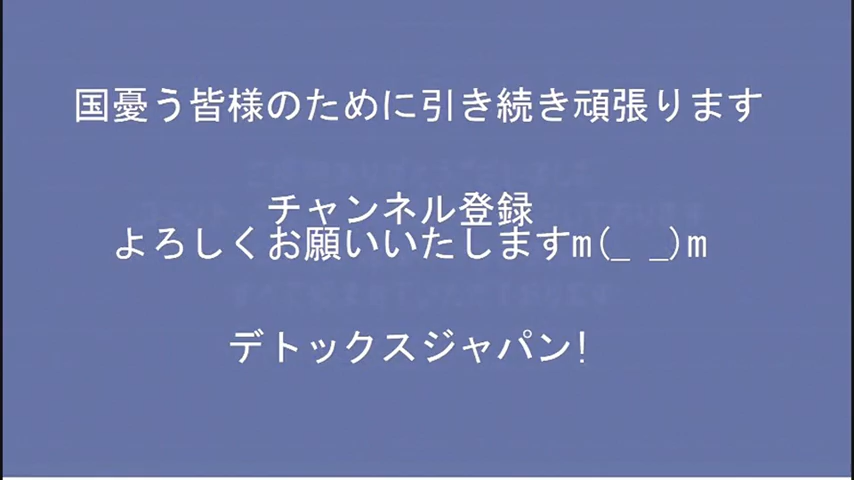 国憂う皆様のために引き続き頑張ります
チャンネル登録
よろしくお願いいたしますm(_ _)m
デトックスジャパン!